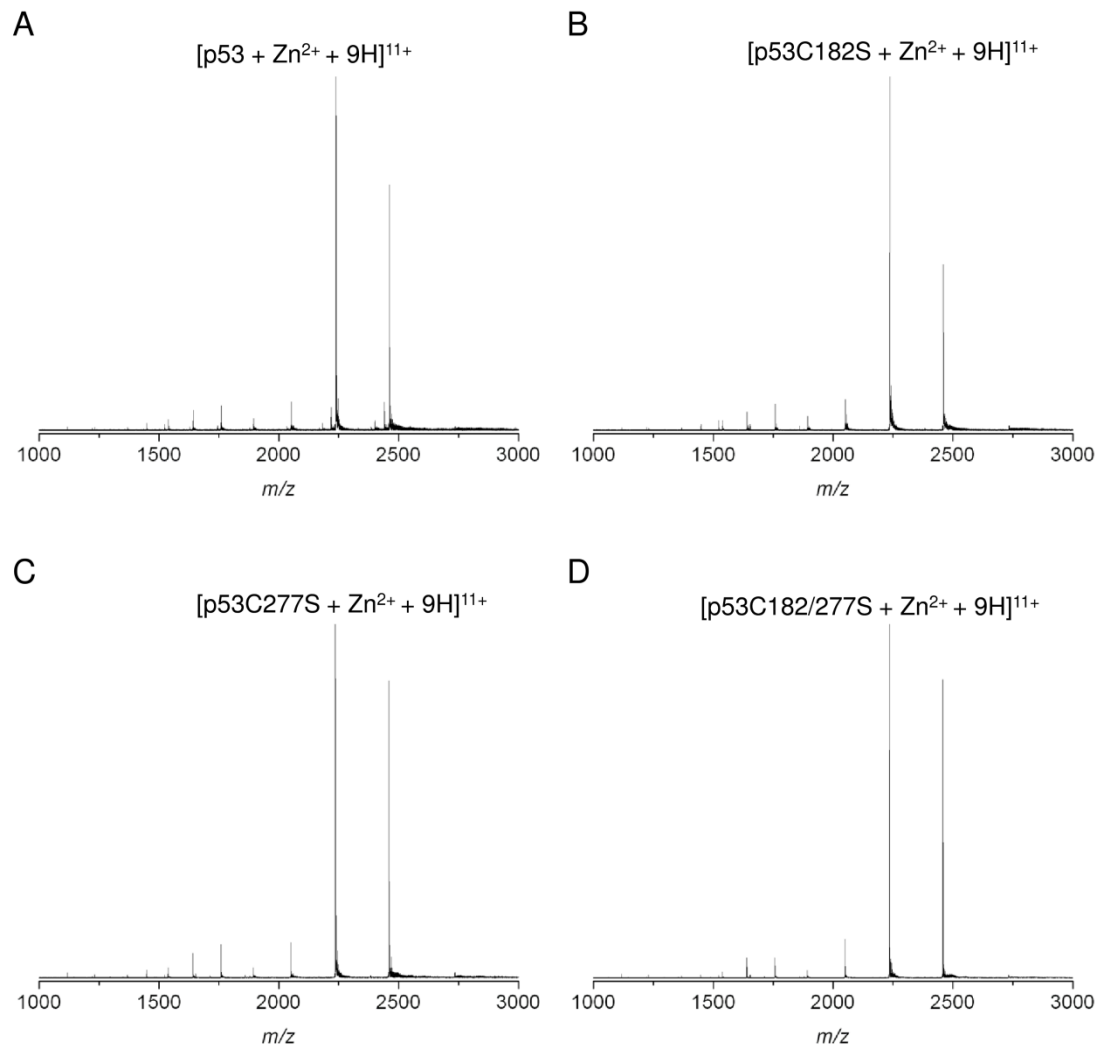 A
[p53 + Zn²⁺ + 9H]¹¹⁺
1000 1500 2000 2500 3000
m/z
B
[p53C182S + Zn²⁺ + 9H]¹¹⁺
1000 1500 2000 2500 3000
m/z
C
[p53C277S + Zn²⁺ + 9H]¹¹⁺
1000 1500 2000 2500 3000
m/z
D
[p53C182/277S + Zn²⁺ + 9H]¹¹⁺
1000 1500 2000 2500 3000
m/z